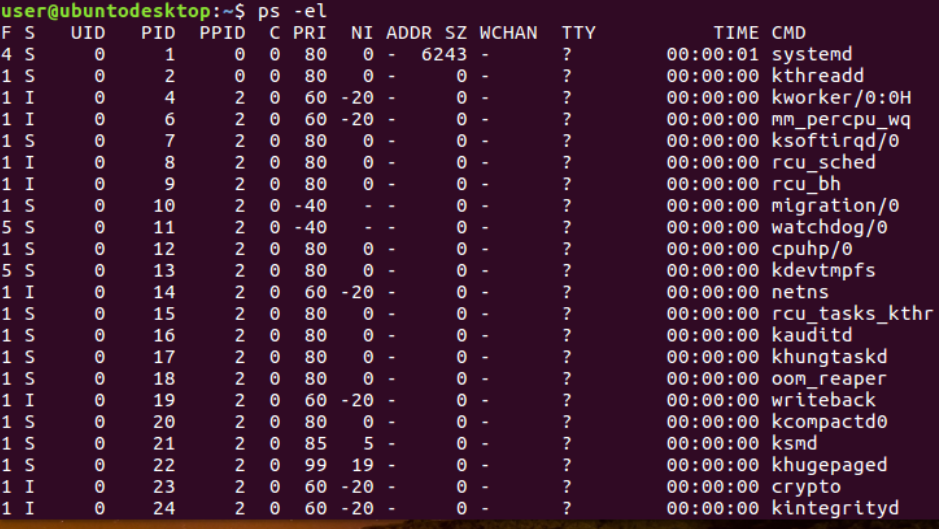 user@ubuntodesktop:~$ ps -el
F S   UID   PID  PPID  C PRI  NI ADDR SZ WCHAN  TTY          TIME CMD
4 S     0     1     0  0  80   0 -  6243 -      ?        00:00:01 systemd
1 S     0     2     0  0  80   0 -     0 -      ?        00:00:00 kthreadd
1 I     0     4     2  0  60 -20 -     0 -      ?        00:00:00 kworker/0:0H
1 I     0     6     2  0  60 -20 -     0 -      ?        00:00:00 mm_percpu_wq
1 S     0     7     2  0  80   0 -     0 -      ?        00:00:00 ksoftirqd/0
1 I     0     8     2  0  80   0 -     0 -      ?        00:00:00 rcu_sched
1 I     0     9     2  0  80   0 -     0 -      ?        00:00:00 rcu_bh
1 S     0    10     2  0 -40   - -     0 -      ?        00:00:00 migration/0
5 S     0    11     2  0 -40   - -     0 -      ?        00:00:00 watchdog/0
1 S     0    12     2  0  80   0 -     0 -      ?        00:00:00 cpuhp/0
5 S     0    13     2  0  80   0 -     0 -      ?        00:00:00 kdevtmpfs
1 I     0    14     2  0  60 -20 -     0 -      ?        00:00:00 netns
1 S     0    15     2  0  80   0 -     0 -      ?        00:00:00 rcu_tasks_kthr
1 S     0    16     2  0  80   0 -     0 -      ?        00:00:00 kauditd
1 S     0    17     2  0  80   0 -     0 -      ?        00:00:00 khungtaskd
1 S     0    18     2  0  80   0 -     0 -      ?        00:00:00 oom_reaper
1 I     0    19     2  0  60 -20 -     0 -      ?        00:00:00 writeback
1 S     0    20     2  0  80   0 -     0 -      ?        00:00:00 kcompactd0
1 S     0    21     2  0  85   5 -     0 -      ?        00:00:00 ksmd
1 S     0    22     2  0  99  19 -     0 -      ?        00:00:00 khugepaged
1 I     0    23     2  0  60 -20 -     0 -      ?        00:00:00 crypto
1 I     0    24     2  0  60 -20 -     0 -      ?        00:00:00 kintegrityd